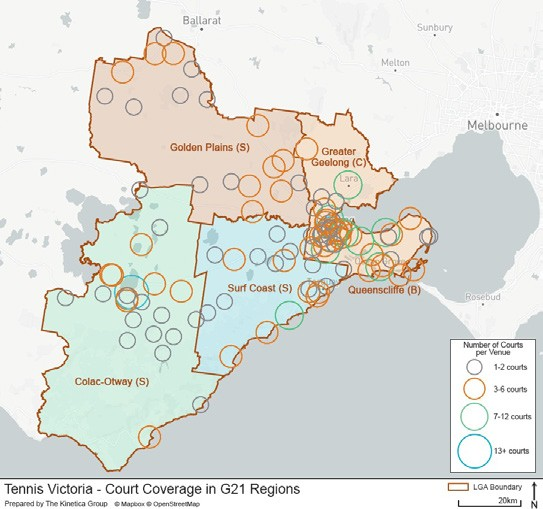 Ballarat
Sunbury
Melton
Melbourne
Golden Plains (S)
Greater
Geelong (C)
Lara
Surf Coast (S)
Queenscliffe (B)
Rosebud
Colac-Otway (S)
Number of Courts
per Venue
1-2 courts
3-6 courts
7-12 courts
13+ courts
Tennis Victoria - Court Coverage in G21 Regions
LGA Boundary
N
Prepared by The Kinetica Group © Mapbox © OpenStreetMap
20km